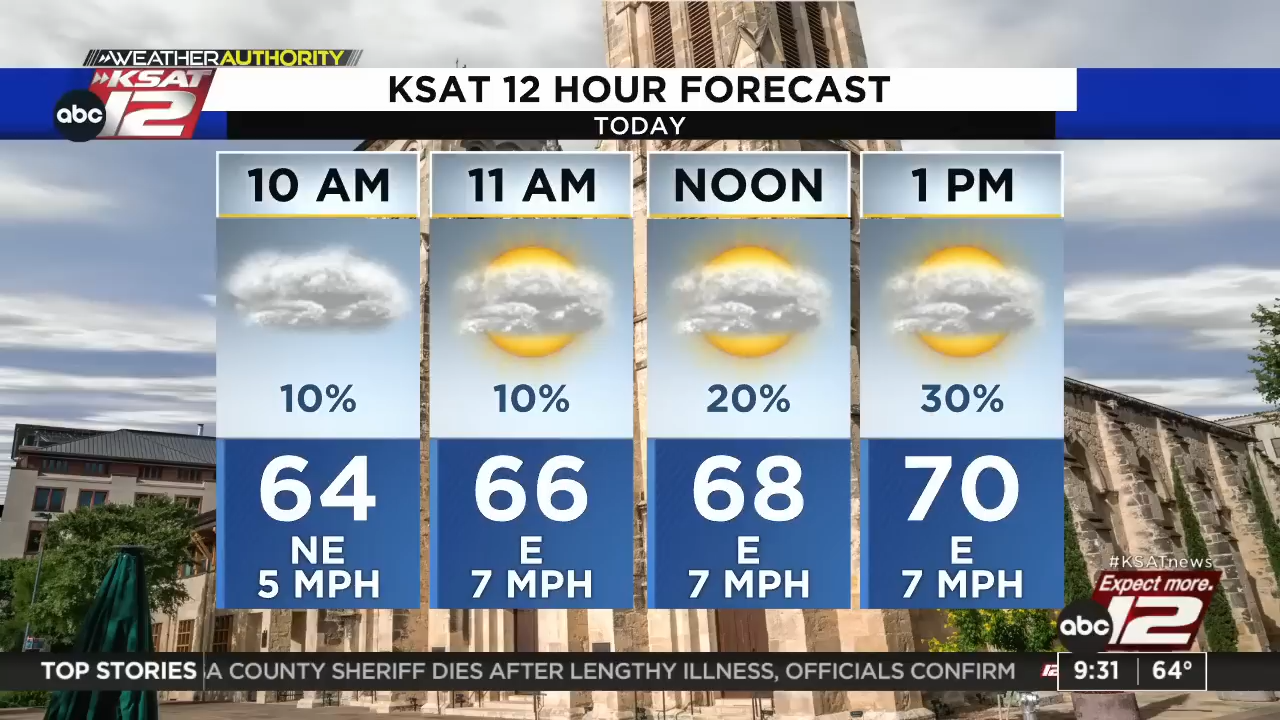 WEATHERAUTHORITY
KSAT
abc 12
KSAT 12 HOUR FORECAST
TODAY
10 AM 11 AM NOON 1 PM
10% 10% 20% 30%
64 66 68 70
NE E E E
5 MPH 7 MPH 7 MPH 7 MPH
#KSATnews
Expect more.
abc 12
TOP STORIES A COUNTY SHERIFF DIES AFTER LENGTHY ILLNESS, OFFICIALS CONFIRM 12 9:31 64°